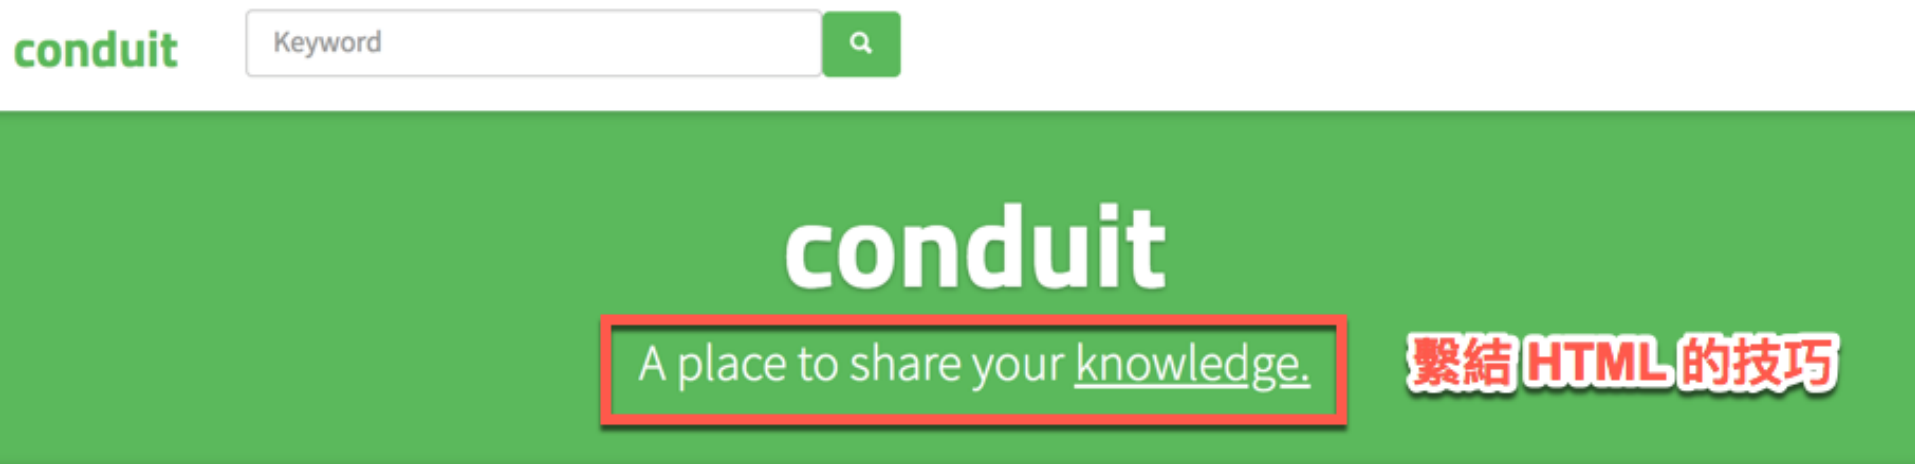 conduit
Keyword
conduit
A place to share your knowledge.
繫結 HTML 的技巧